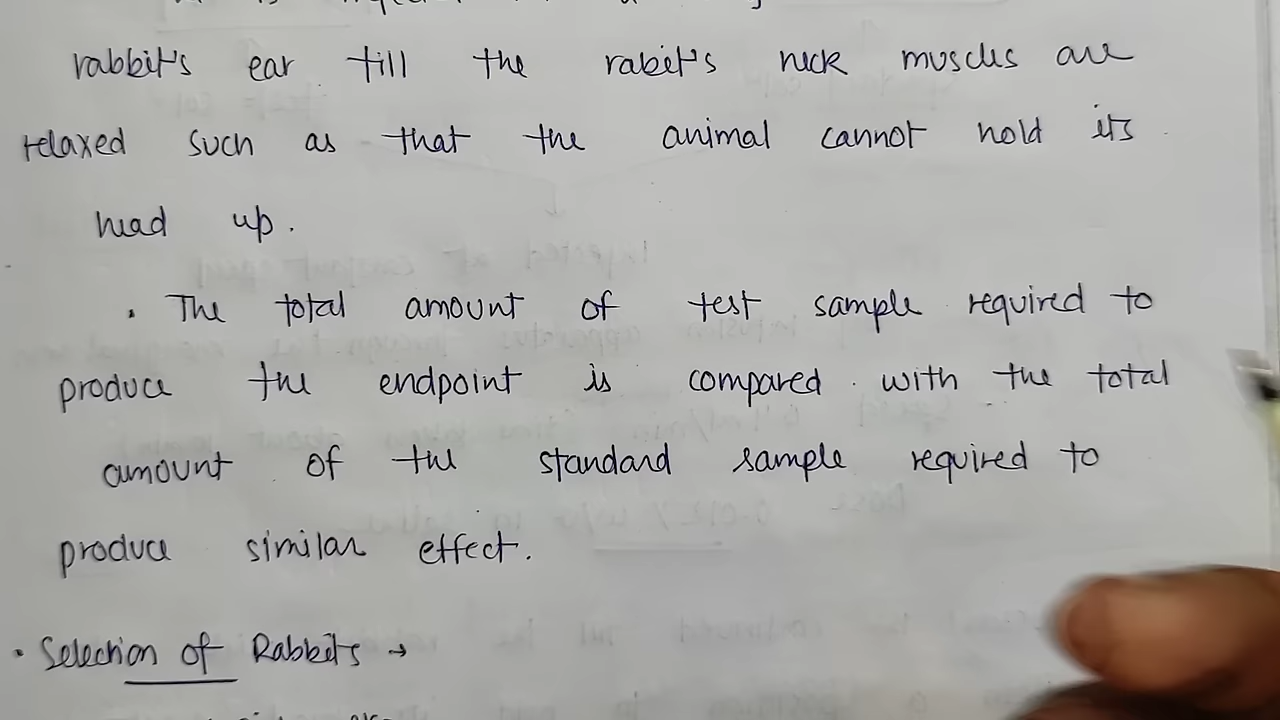 rabbit's ear till the rabit's neck muscles are
relaxed such as that the animal cannot hold its
head up.
• The total amount of test sample required to
produce the endpoint is compared with the total
amount of the standard sample required to
produce similar effect.
• Selection of Rabbits →